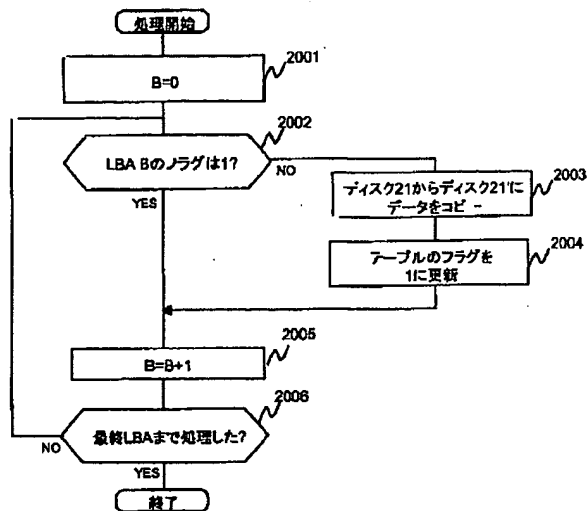 処理開始
2001
B=0
2002
LBA Bのフラグは1?
NO
YES
2003
ディスク21からディスク21'に
データをコピー
2004
テーブルのフラグを
1に更新
2005
B=B+1
2006
最終LBAまで処理した?
NO
YES
終了